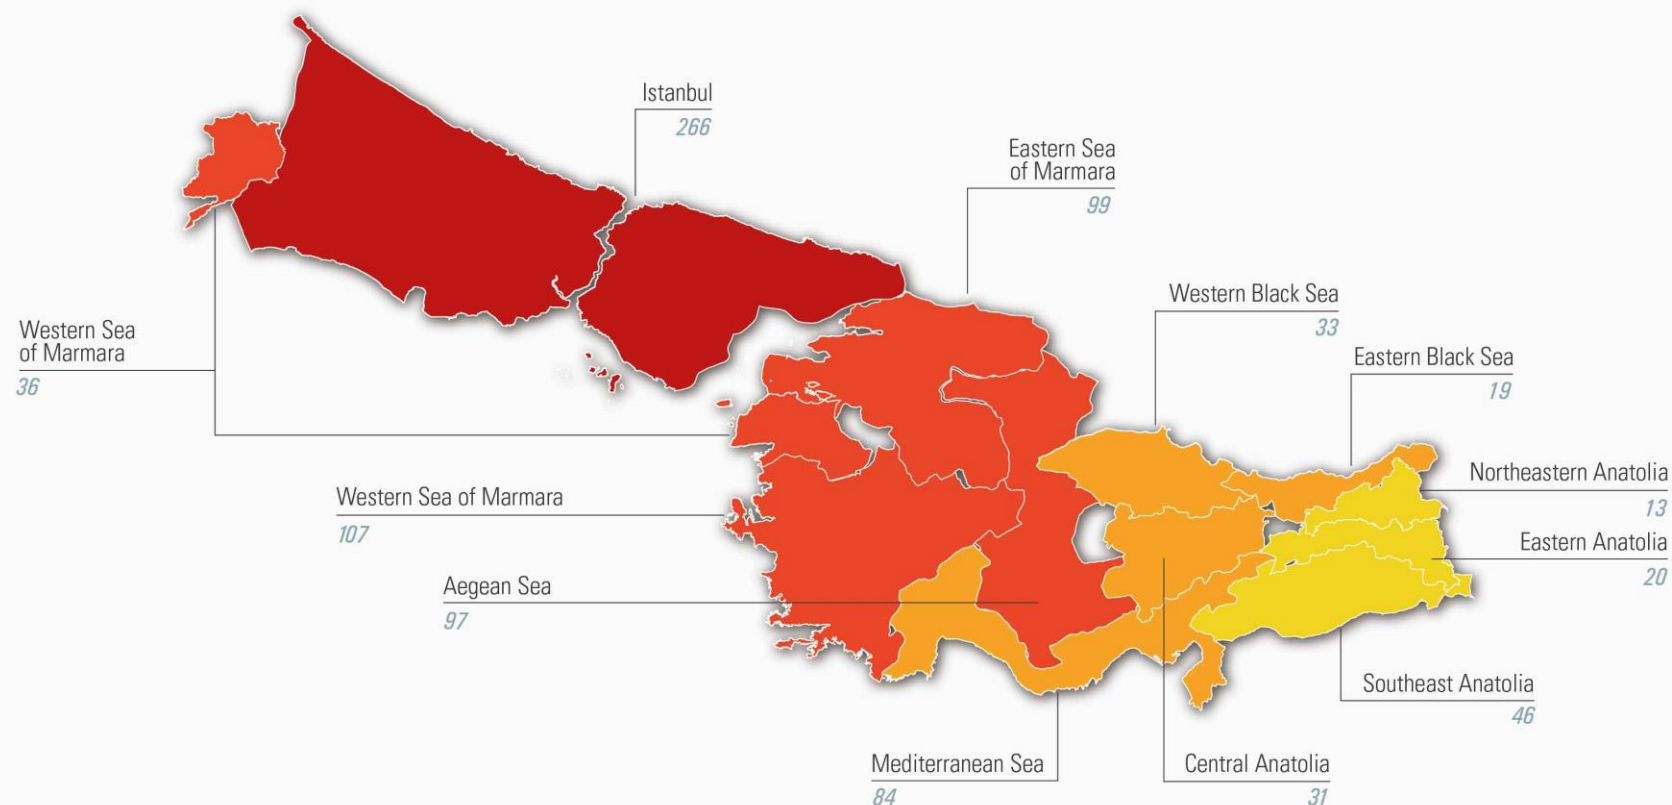 Istanbul
266
Eastern Sea
of Marmara
99
Western Black Sea
33
Western Sea
of Marmara
36
Eastern Black Sea
19
Northeastern Anatolia
13
Western Sea of Marmara
107
Eastern Anatolia
20
Aegean Sea
97
Southeast Anatolia
46
Mediterranean Sea
84
Central Anatolia
31